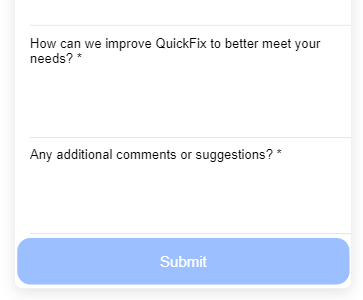 How can we improve QuickFix to better meet your
needs? *
Any additional comments or suggestions? *
Submit